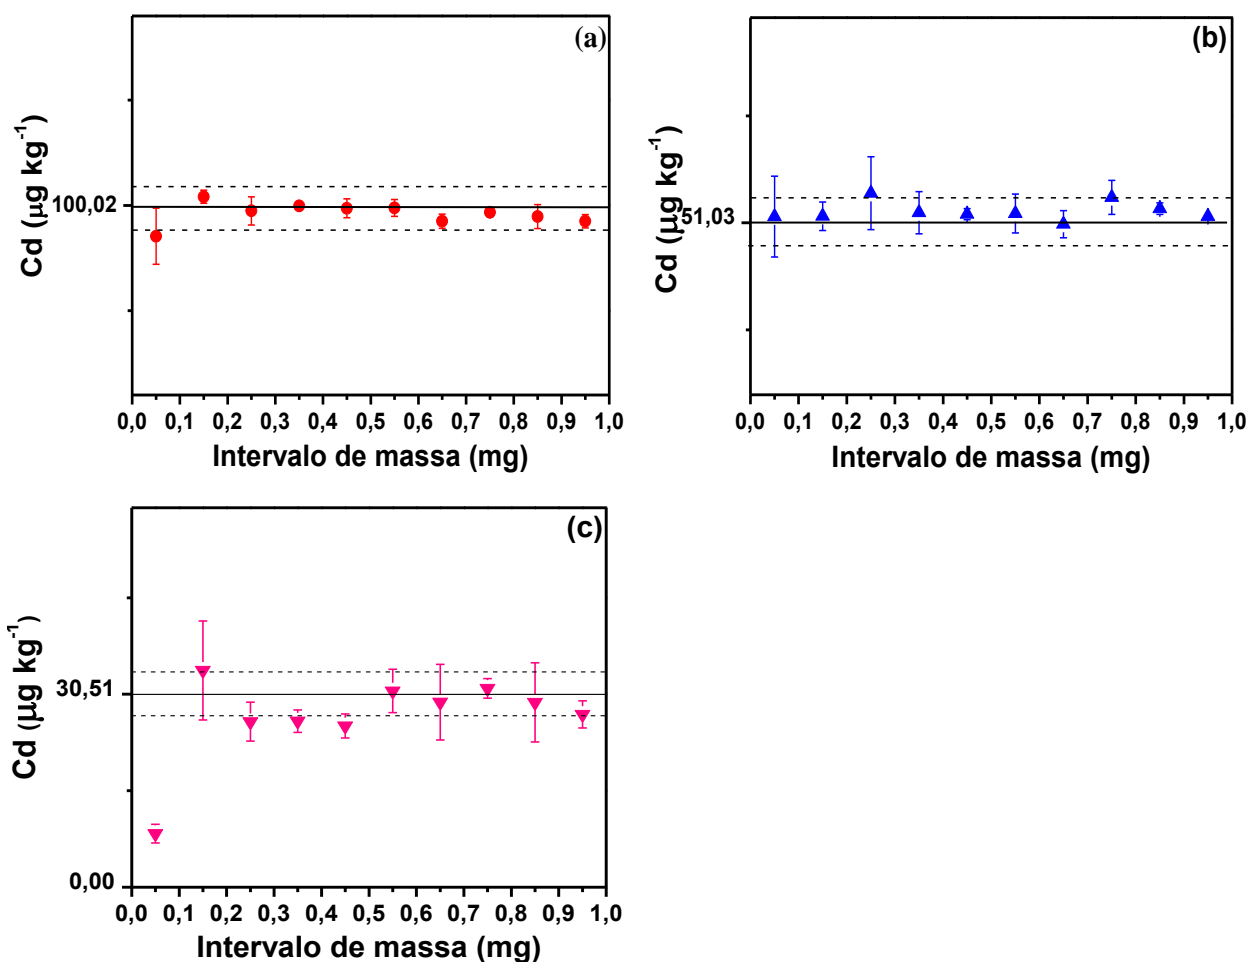 (a)
Cd (µg kg-1)
100,02
0,0 0,1 0,2 0,3 0,4 0,5 0,6 0,7 0,8 0,9 1,0
Intervalo de massa (mg)
(b)
Cd (µg kg-1)
51,03
0,0 0,1 0,2 0,3 0,4 0,5 0,6 0,7 0,8 0,9 1,0
Intervalo de massa (mg)
(c)
Cd (µg kg-1)
30,51
0,00
0,0 0,1 0,2 0,3 0,4 0,5 0,6 0,7 0,8 0,9 1,0
Intervalo de massa (mg)